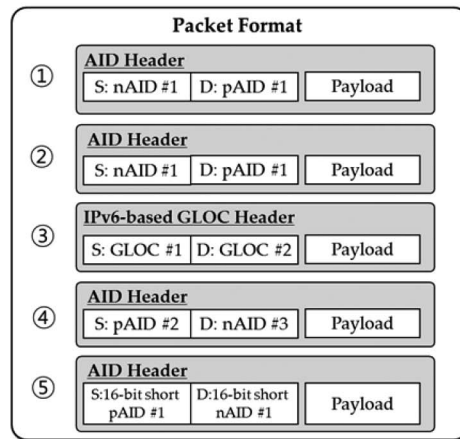 Packet Format
① AID Header
S: nAID #1 D: pAID #1 Payload
② AID Header
S: nAID #1 D: pAID #1 Payload
③ IPv6-based GLOC Header
S: GLOC #1 D: GLOC #2 Payload
④ AID Header
S: pAID #2 D: nAID #3 Payload
⑤ AID Header
S:16-bit short D:16-bit short
pAID #1 nAID #1 Payload